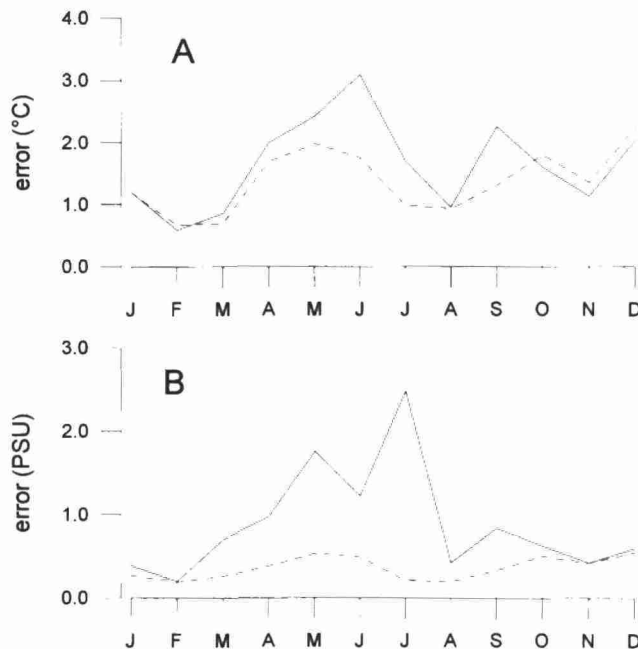 4.0
A
3.0
2.0
1.0
0.0
error (°C)
J F M A M J J A S O N D
3.0
B
2.0
1.0
0.0
error (PSU)
J F M A M J J A S O N D